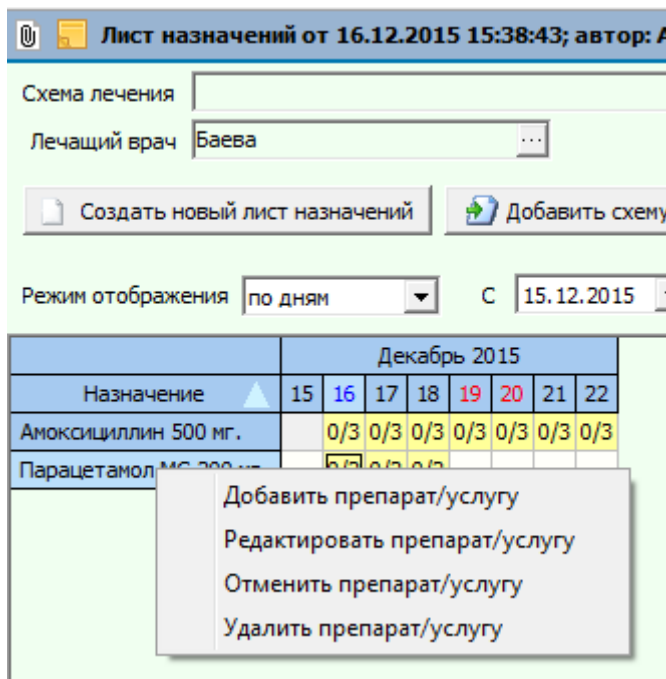 Лист назначений от 16.12.2015 15:38:43; автор:
Схема лечения
Лечащий врач Баева ...
Создать новый лист назначений Добавить схему
Режим отображения по дням С 15.12.2015
Декабрь 2015
Назначение 15 16 17 18 19 20 21 22
Амоксициллин 500 мг. 0/3 0/3 0/3 0/3 0/3 0/3 0/3
Парацетамол
Добавить препарат/услугу
Редактировать препарат/услугу
Отменить препарат/услугу
Удалить препарат/услугу